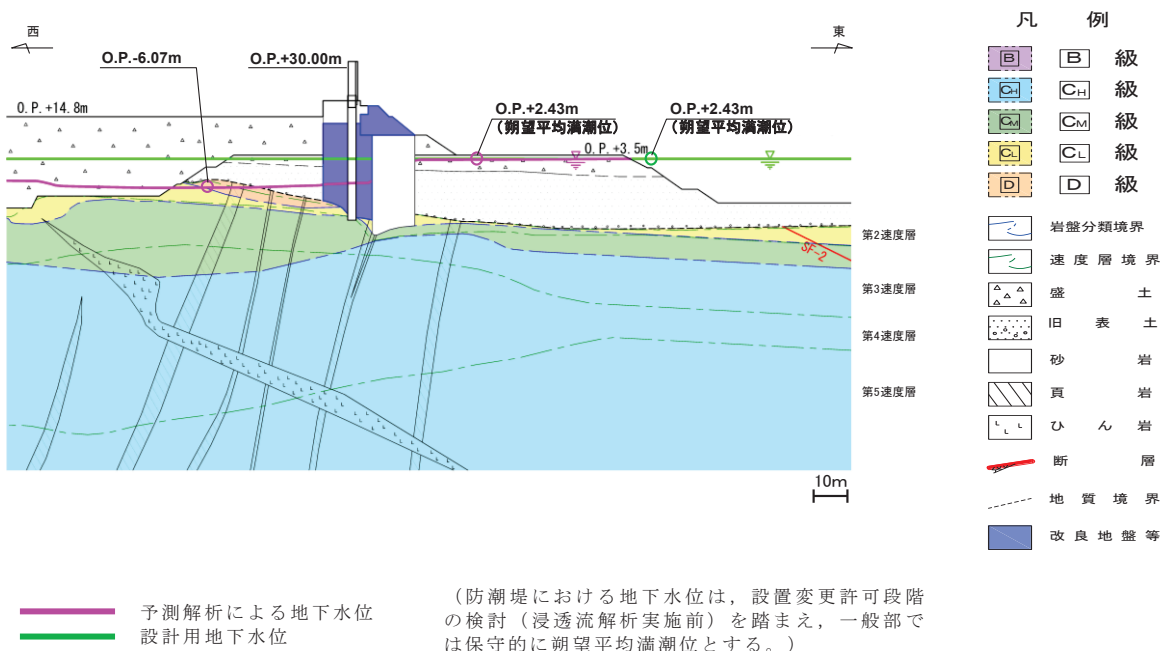 西
東
O.P.-6.07m
O.P.+30.00m
O.P.+14.8m
O.P.+2.43m
(朔望平均満潮位)
O.P.+2.43m
(朔望平均満潮位)
O.P.+3.5m
第2速度層
SF-2
第3速度層
第4速度層
第5速度層
10m
凡 例
B B 級
CH CH 級
CM CM 級
CL CL 級
D D 級
岩盤分類境界
速度層境界
盛土
旧表土
砂岩
頁岩
ひん岩
断層
地質境界
改良地盤等
予測解析による地下水位
設計用地下水位
(防潮堤における地下水位は,設置変更許可段階
の検討(浸透流解析実施前)を踏まえ,一般部で
は保守的に朔望平均満潮位とする。)